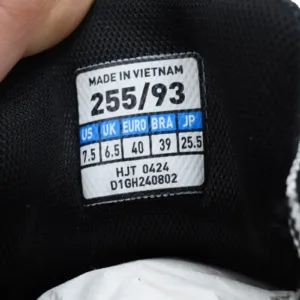 MADE IN VIETNAM
255/93
US UK EURO BRA JP
7.5 6.5 40 39 25.5
HJT 0424
D1GH240802